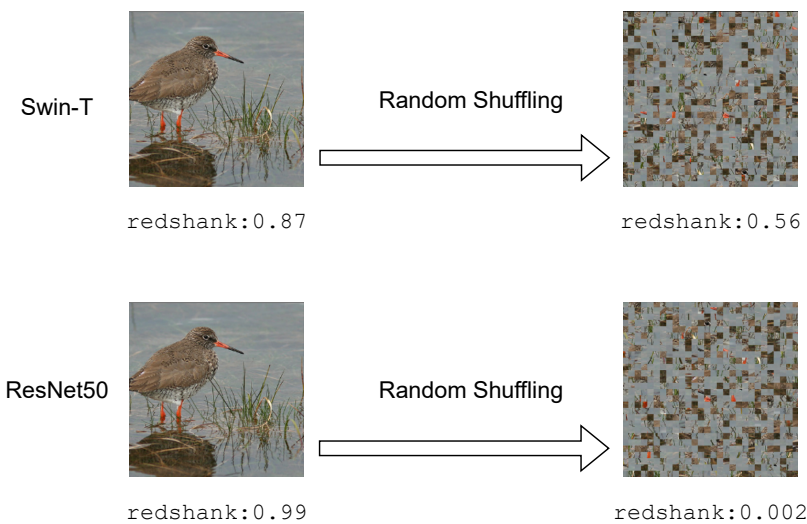 Swin-T
Random Shuffling
redshank:0.87
redshank:0.56
ResNet50
Random Shuffling
redshank:0.99
redshank:0.002